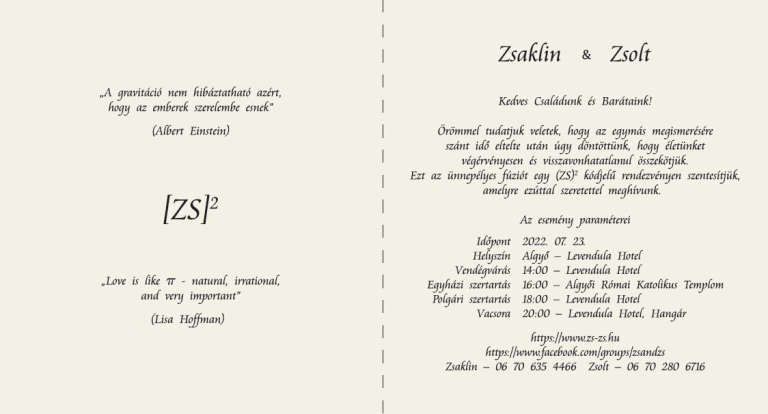 „A gravitáció nem hibáztatható azért,
hogy az emberek szerelembe esnek"
(Albert Einstein)
[ZS]²
„Love is like π - natural, irrational,
and very important"
(Lisa Hoffman)
Zsaklin & Zsolt
Kedves Családunk és Barátaink!
Örömmel tudatjuk veletek, hogy az egymás megismerésére
szánt idő eltelte után úgy döntöttünk, hogy életünket
végérvényesen és visszavonhatatlanul összekötjük.
Ezt az ünnepélyes fúziót egy (ZS)² kódjelű rendezvényen szentesítjük,
amelyre ezúttal szeretettel meghívunk.
Az esemény paraméterei
Időpont 2022. 07. 23.
Helyszín Algyő – Levendula Hotel
Vendégvárás 14:00 – Levendula Hotel
Egyházi szertartás 16:00 – Algyői Római Katolikus Templom
Polgári szertartás 18:00 – Levendula Hotel
Vacsora 20:00 – Levendula Hotel, Hangár
https://www.zs-zs.hu
https://www.facebook.com/groups/zsandzs
Zsaklin – 06 70 635 4466 Zsolt – 06 70 280 6716